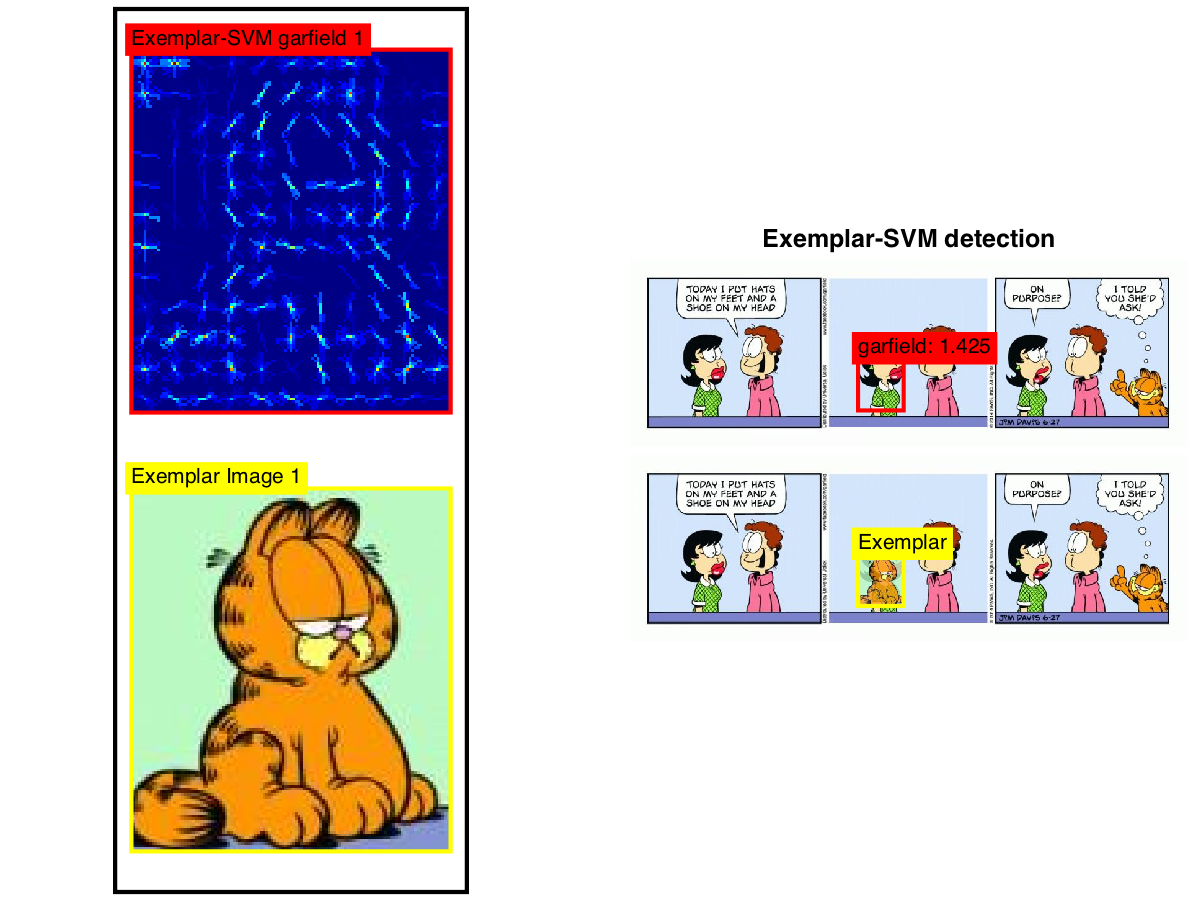 Exemplar-SVM garfield 1
Exemplar Image 1
Exemplar-SVM detection
TODAY I PUT HATS
ON MY FEET AND A
SHOE ON MY HEAD
garfield: 1.425
ON
PURPOSE?
I TOLD
YOU SHE'D
ASK!
JIM DAVIS 6-27
TODAY I PUT HATS
ON MY FEET AND A
SHOE ON MY HEAD
Exemplar
ON
PURPOSE?
I TOLD
YOU SHE'D
ASK!
JIM DAVIS 6-27